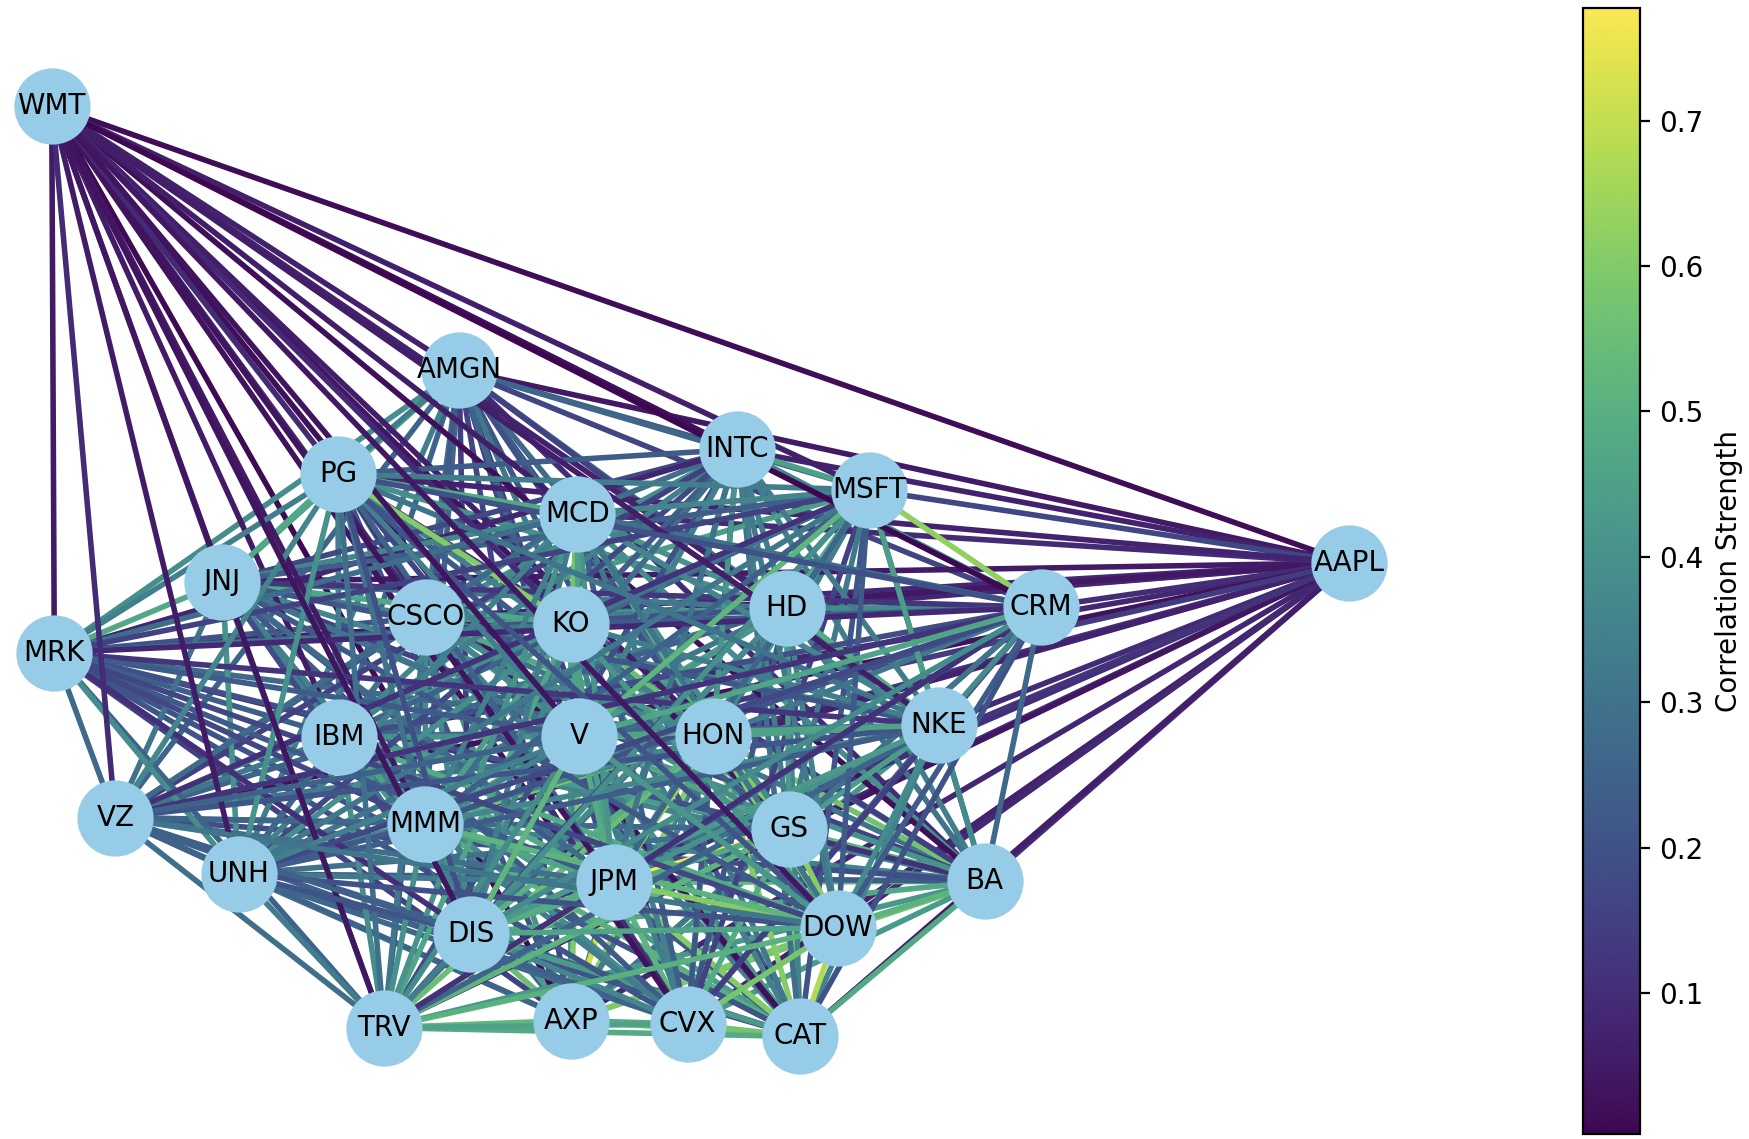 WMT
AMGN
INTC
PG
MSFT
MCD
AAPL
JNJ
CSCO
KO
HD
CRM
MRK
IBM
V
HON
NKE
VZ
MMM
GS
UNH
JPM
BA
DIS
DOW
TRV
AXP
CVX
CAT
0.7
0.6
0.5
0.4
0.3
0.2
0.1
Correlation Strength